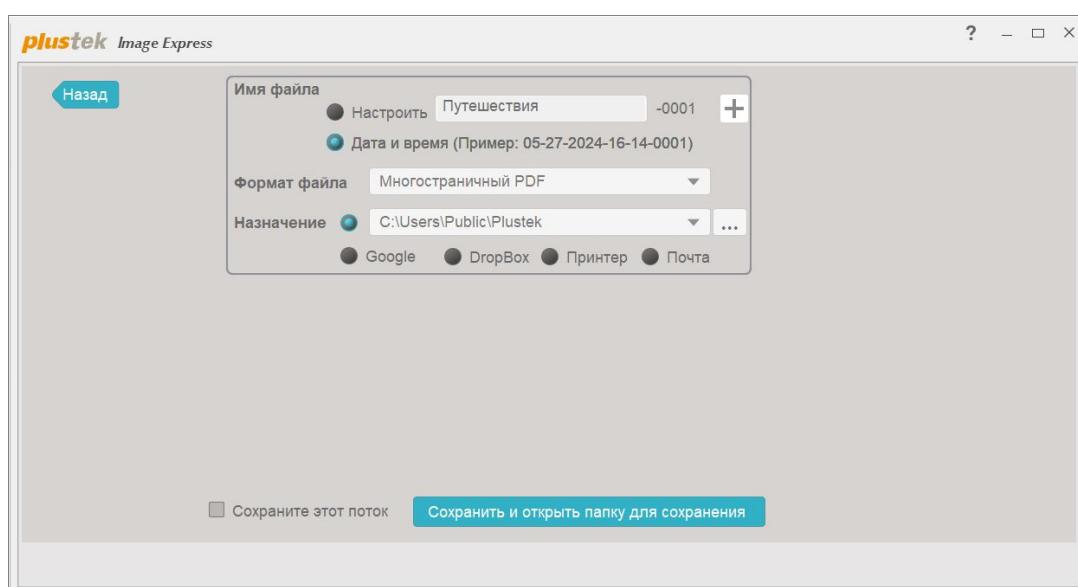 plustek Image Express
?
Назад
Имя файла
Настроить Путешествия -0001
Дата и время (Пример: 05-27-2024-16-14-0001)
Формат файла Многостраничный PDF
Назначение C:\Users\Public\Plustek ...
Google DropBox Принтер Почта
Сохраните этот поток Сохранить и открыть папку для сохранения